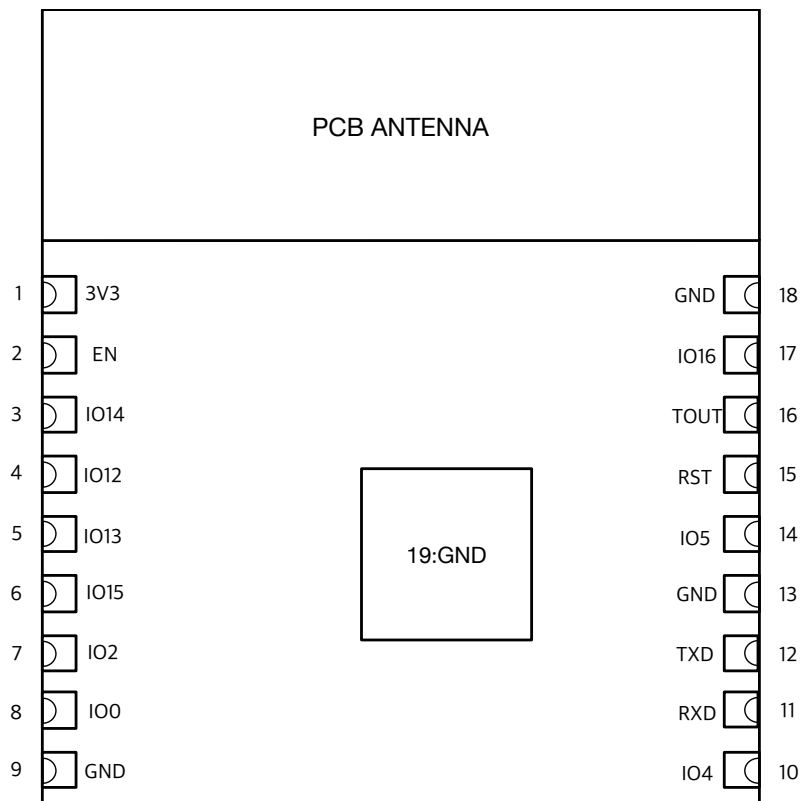 PCB ANTENNA
1 3V3 GND 18
2 EN IO16 17
3 IO14 TOUT 16
4 IO12 RST 15
5 IO13 IO5 14
19:GND
6 IO15 GND 13
7 IO2 TXD 12
8 IO0 RXD 11
9 GND IO4 10